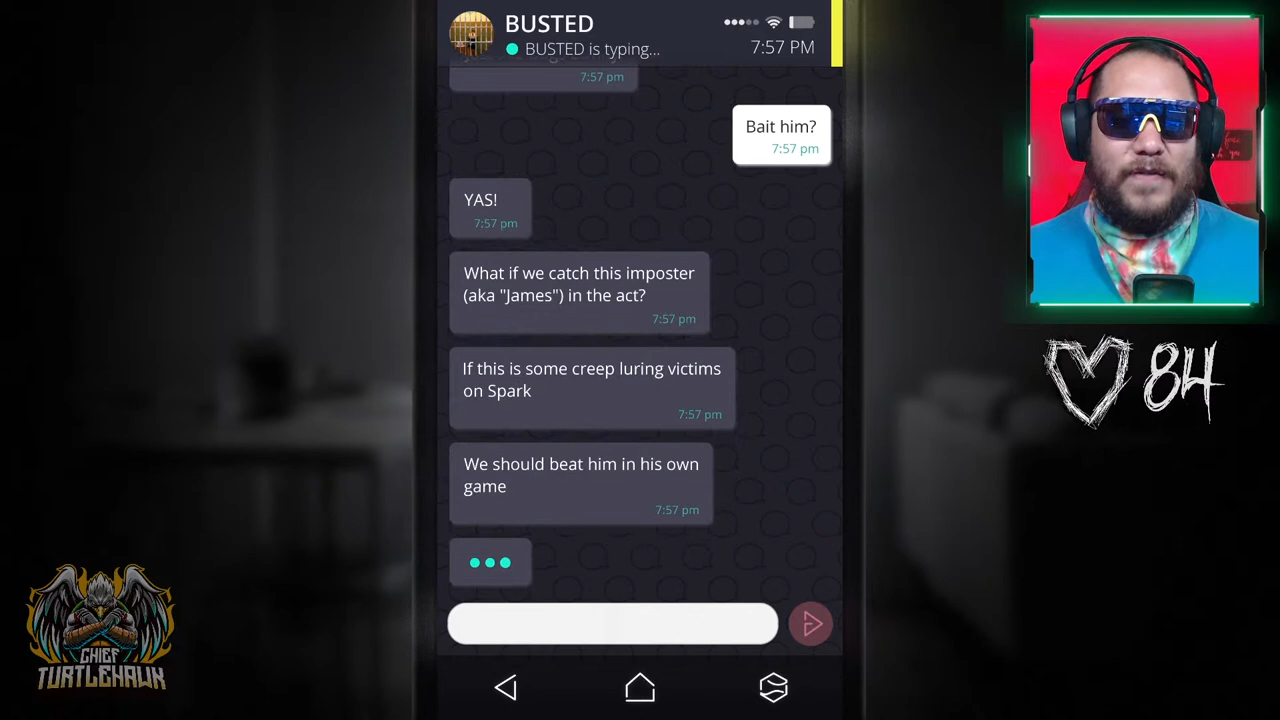 BUSTED
BUSTED is typing...
7:57 PM
7:57 pm
Bait him?
7:57 pm
YAS!
7:57 pm
What if we catch this imposter
(aka "James") in the act?
7:57 pm
If this is some creep luring victims
on Spark
7:57 pm
We should beat him in his own
game
7:57 pm
84
CHIEF
TURTLEHAWK